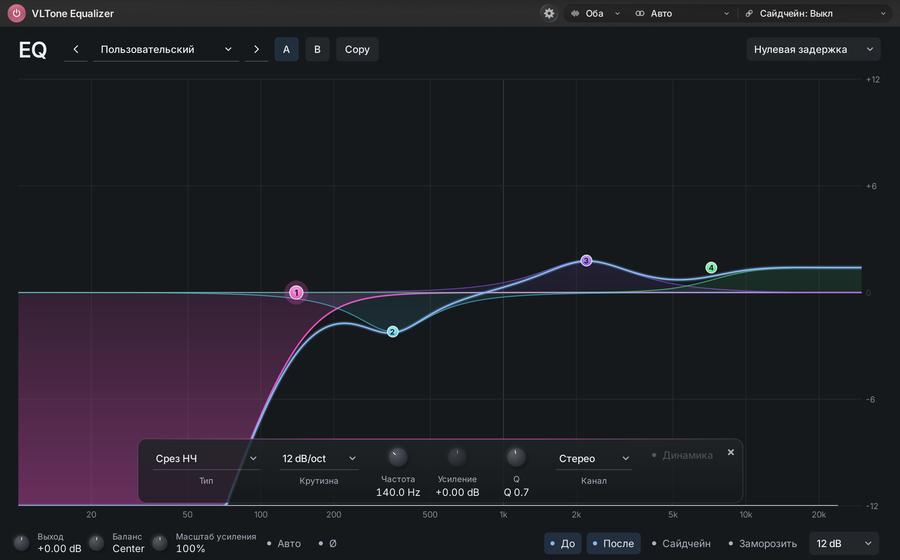 VLTone Equalizer
Оба
Авто
Сайдчейн: Выкл
EQ
Пользовательский
A
B
Copy
Нулевая задержка
+12
+6
0
-6
-12
1
2
3
4
Срез НЧ
Тип
12 dB/oct
Крутизна
Частота
140.0 Hz
Усиление
+0.00 dB
Q
Q 0.7
Стерео
Канал
Динамика
20
50
100
200
500
1k
2k
5k
10k
20k
Выход
+0.00 dB
Баланс
Center
Масштаб усиления
100%
Авто
Ø
До
После
Сайдчейн
Заморозить
12 dB